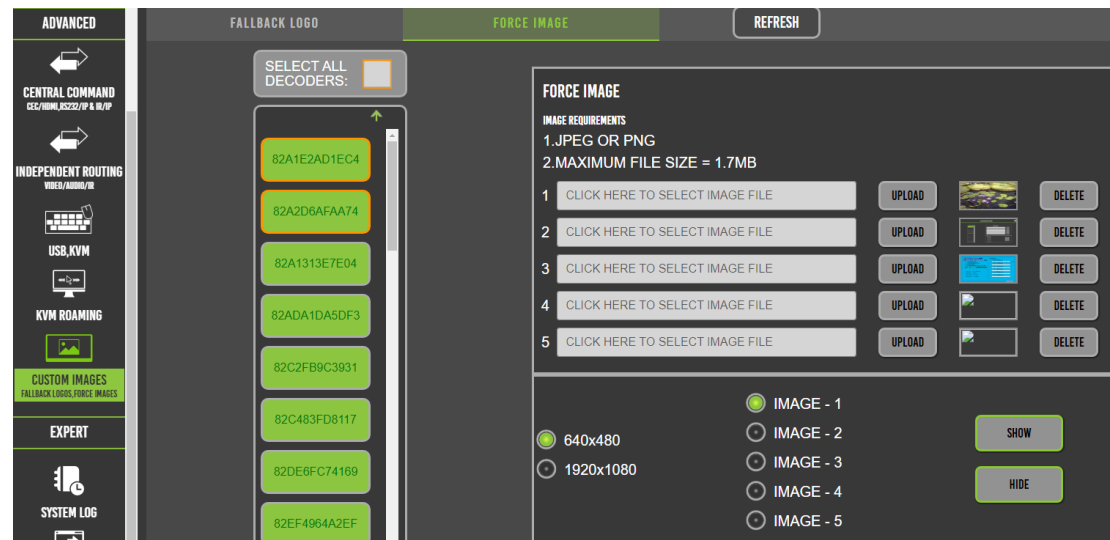 ADVANCED
CENTRAL COMMAND
CEC/HDMI,RS232/IP & IR/IP
INDEPENDENT ROUTING
VIDEO/AUDIO/IR
USB,KVM
KVM ROAMING
CUSTOM IMAGES
FALLBACK LOGOS,FORCE IMAGES
EXPERT
SYSTEM LOG
FALLBACK LOGO
FORCE IMAGE
REFRESH
SELECT ALL
DECODERS:
82A1E2AD1EC4
82A2D6AFAA74
82A1313E7E04
82ADA1DA5DF3
82C2FB9C3931
82C483FD8117
82DE6FC74169
82EF4964A2EF
FORCE IMAGE
IMAGE REQUIREMENTS
1.JPEG OR PNG
2.MAXIMUM FILE SIZE = 1.7MB
1 CLICK HERE TO SELECT IMAGE FILE UPLOAD DELETE
2 CLICK HERE TO SELECT IMAGE FILE UPLOAD DELETE
3 CLICK HERE TO SELECT IMAGE FILE UPLOAD DELETE
4 CLICK HERE TO SELECT IMAGE FILE UPLOAD DELETE
5 CLICK HERE TO SELECT IMAGE FILE UPLOAD DELETE
640x480
1920x1080
IMAGE - 1
IMAGE - 2
IMAGE - 3
IMAGE - 4
IMAGE - 5
SHOW
HIDE